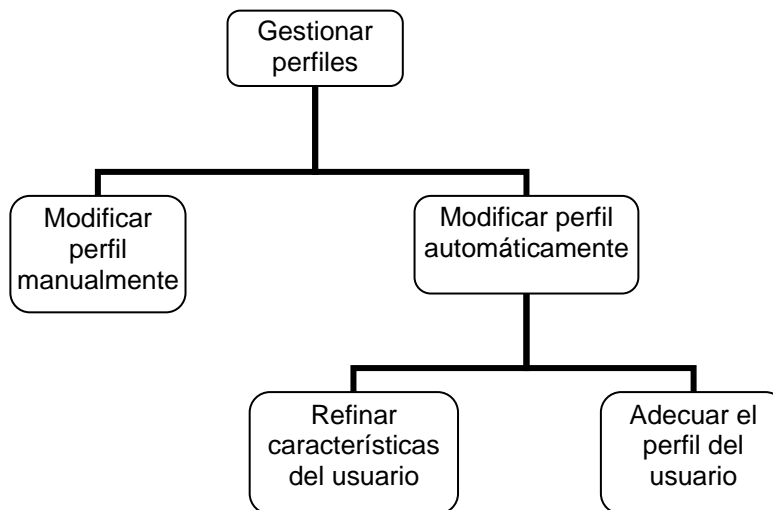 Gestionar
perfiles
Modificar
perfil
manualmente
Modificar perfil
automáticamente
Refinar
características
del usuario
Adecuar el
perfil del
usuario